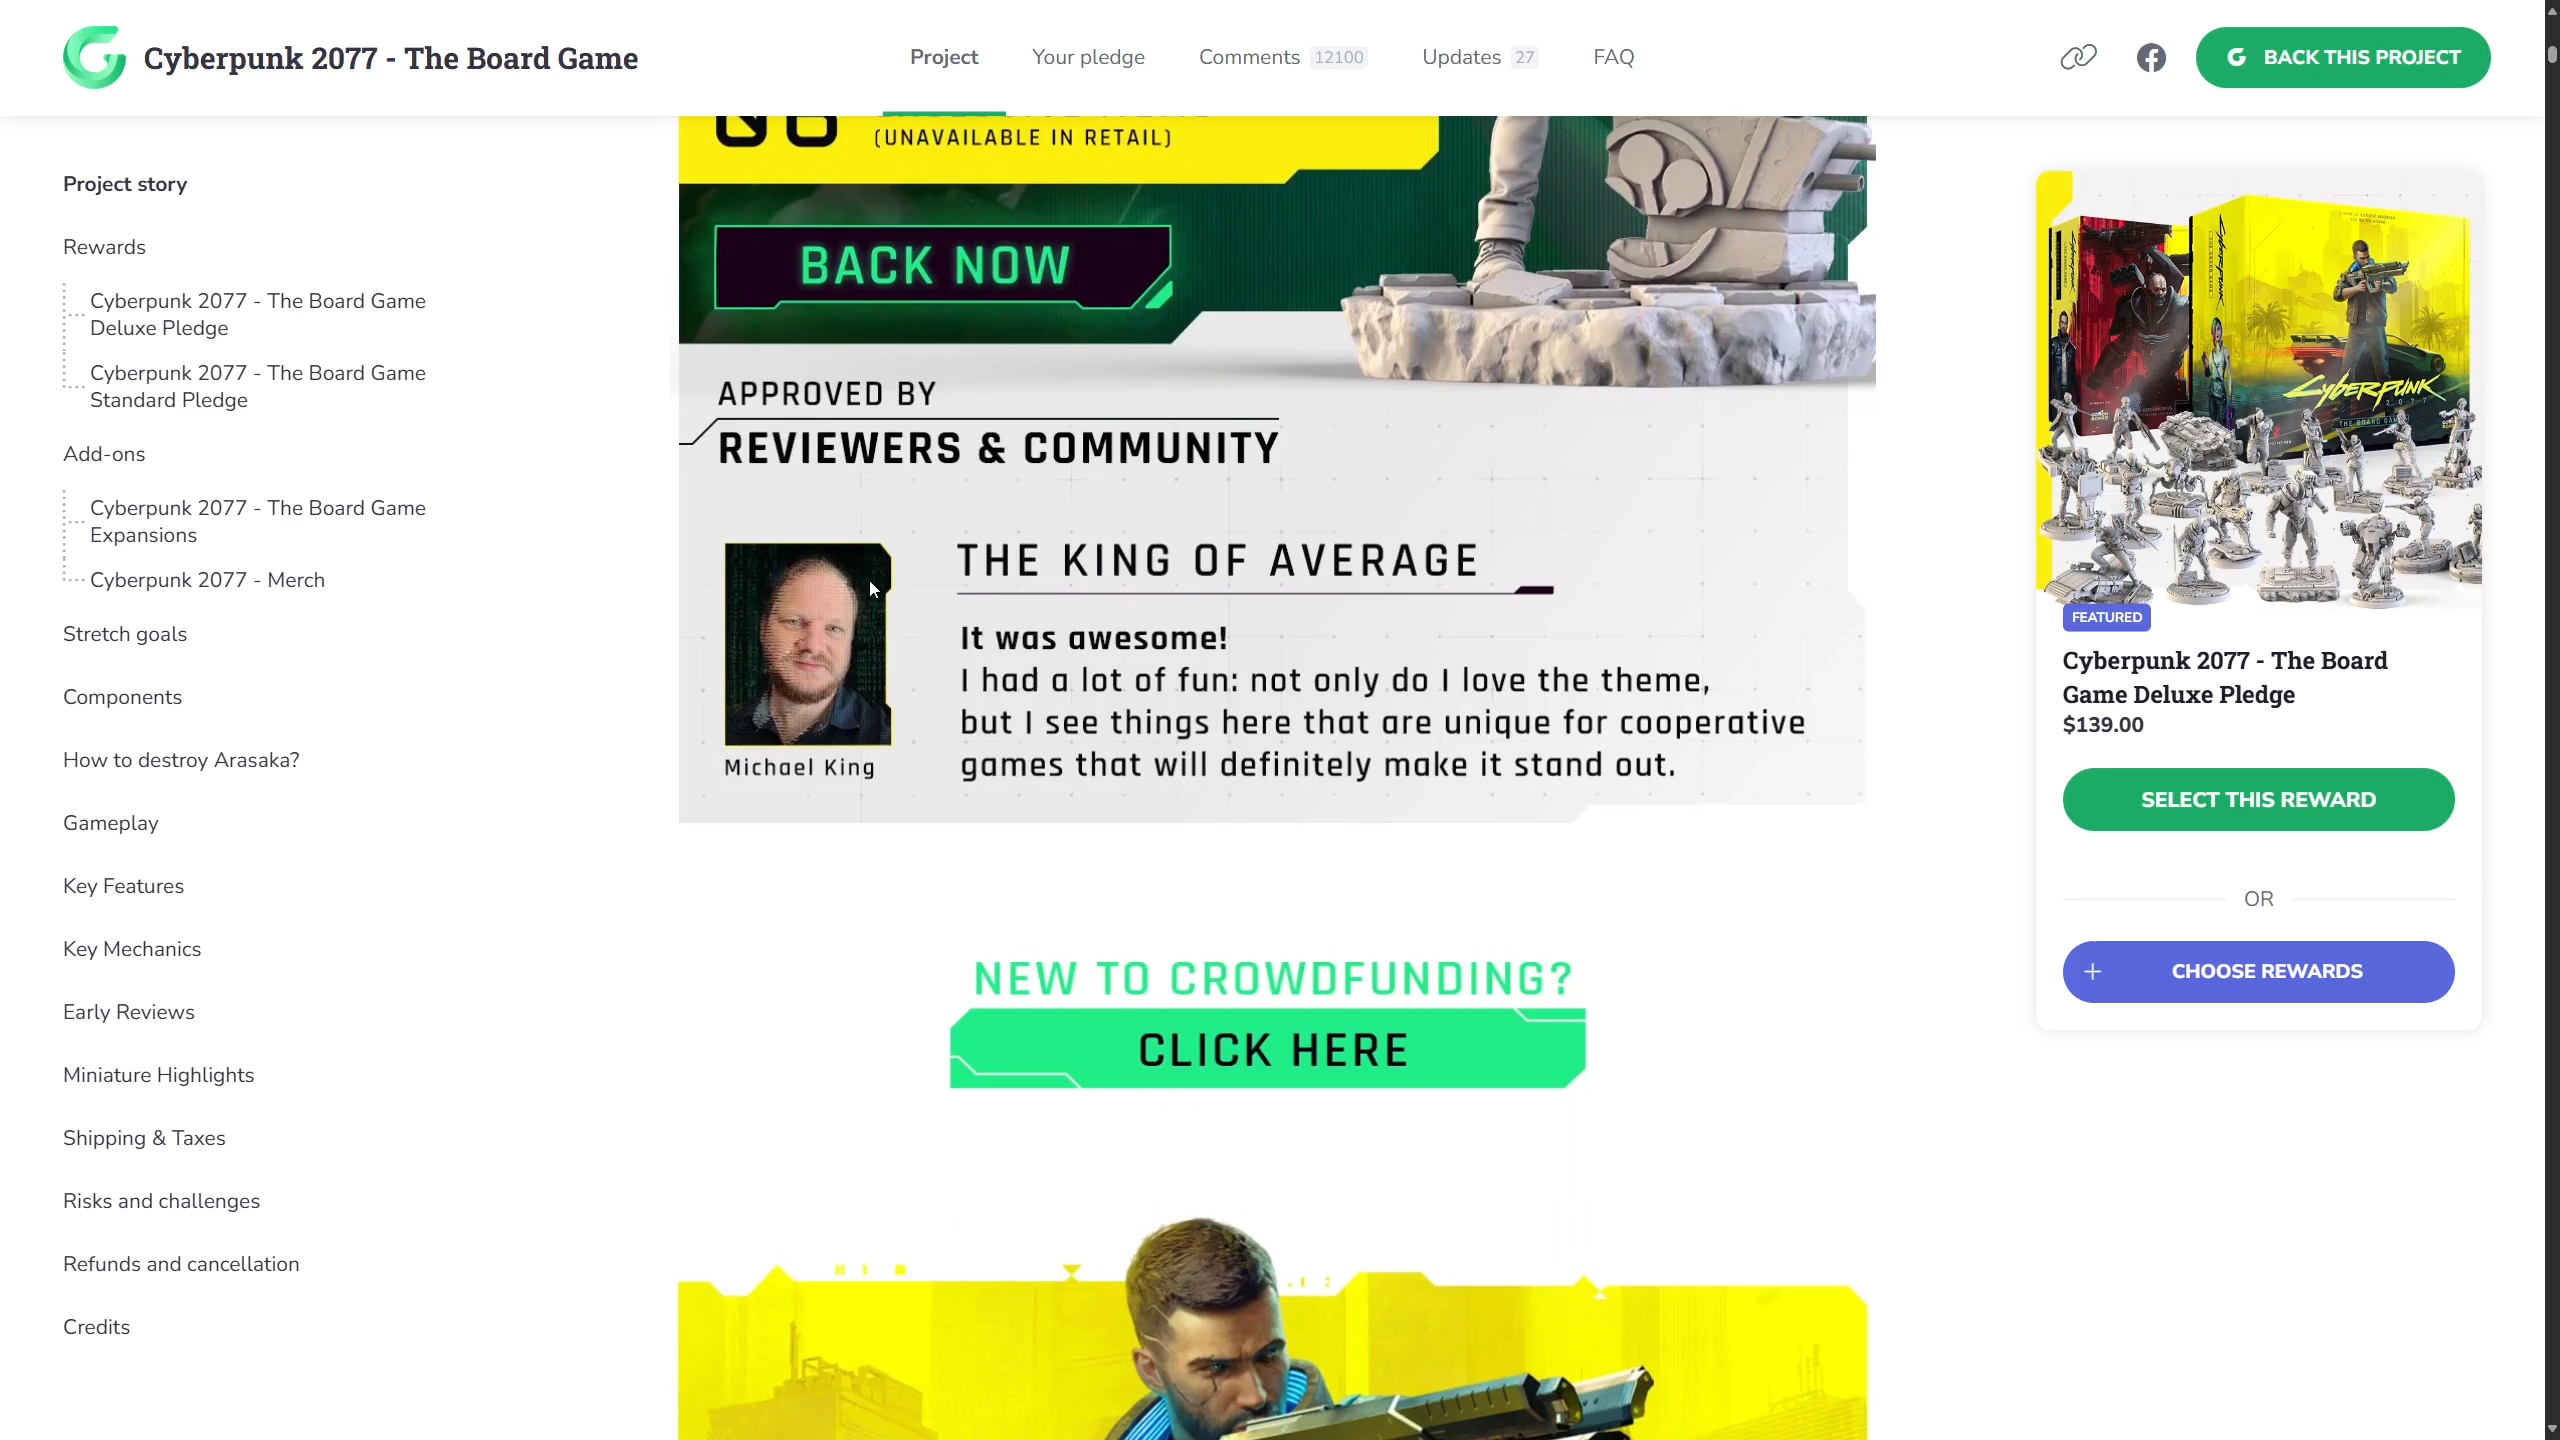 Cyberpunk 2077 - The Board Game
Project
Your pledge
Comments 12100
Updates 27
FAQ
BACK THIS PROJECT
Project story
Rewards
Cyberpunk 2077 - The Board Game
Deluxe Pledge
Cyberpunk 2077 - The Board Game
Standard Pledge
Add-ons
Cyberpunk 2077 - The Board Game
Expansions
Cyberpunk 2077 - Merch
Stretch goals
Components
How to destroy Arasaka?
Gameplay
Key Features
Key Mechanics
Early Reviews
Miniature Highlights
Shipping & Taxes
Risks and challenges
Refunds and cancellation
Credits
(UNAVAILABLE IN RETAIL)
BACK NOW
APPROVED BY
REVIEWERS & COMMUNITY
THE KING OF AVERAGE
It was awesome!
I had a lot of fun: not only do I love the theme,
but I see things here that are unique for cooperative
games that will definitely make it stand out.
Michael King
NEW TO CROWDFUNDING?
CLICK HERE
Cyberpunk
2077
THE BOARD GAME
FEATURED
Cyberpunk 2077 - The Board
Game Deluxe Pledge
$139.00
SELECT THIS REWARD
OR
CHOOSE REWARDS